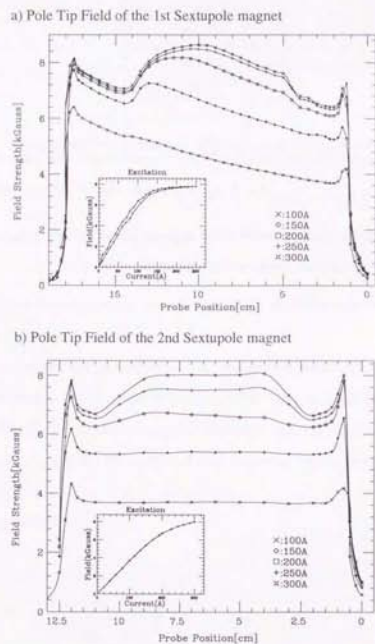 a) Pole Tip Field of the 1st Sextupole magnet
Field Strength[kGauss]
8
6
4
2
0
Excitation
Field[kGauss]
Current[A]
×:100A
◇:150A
□:200A
+:250A
✕:300A
15
10
5
0
Probe Position[cm]
b) Pole Tip Field of the 2nd Sextupole magnet
Field Strength[kGauss]
8
6
4
2
0
Excitation
Field[kGauss]
Current[A]
×:100A
◇:150A
□:200A
+:250A
✕:300A
12.5
10
7.5
5
2.5
0
Probe Position[cm]